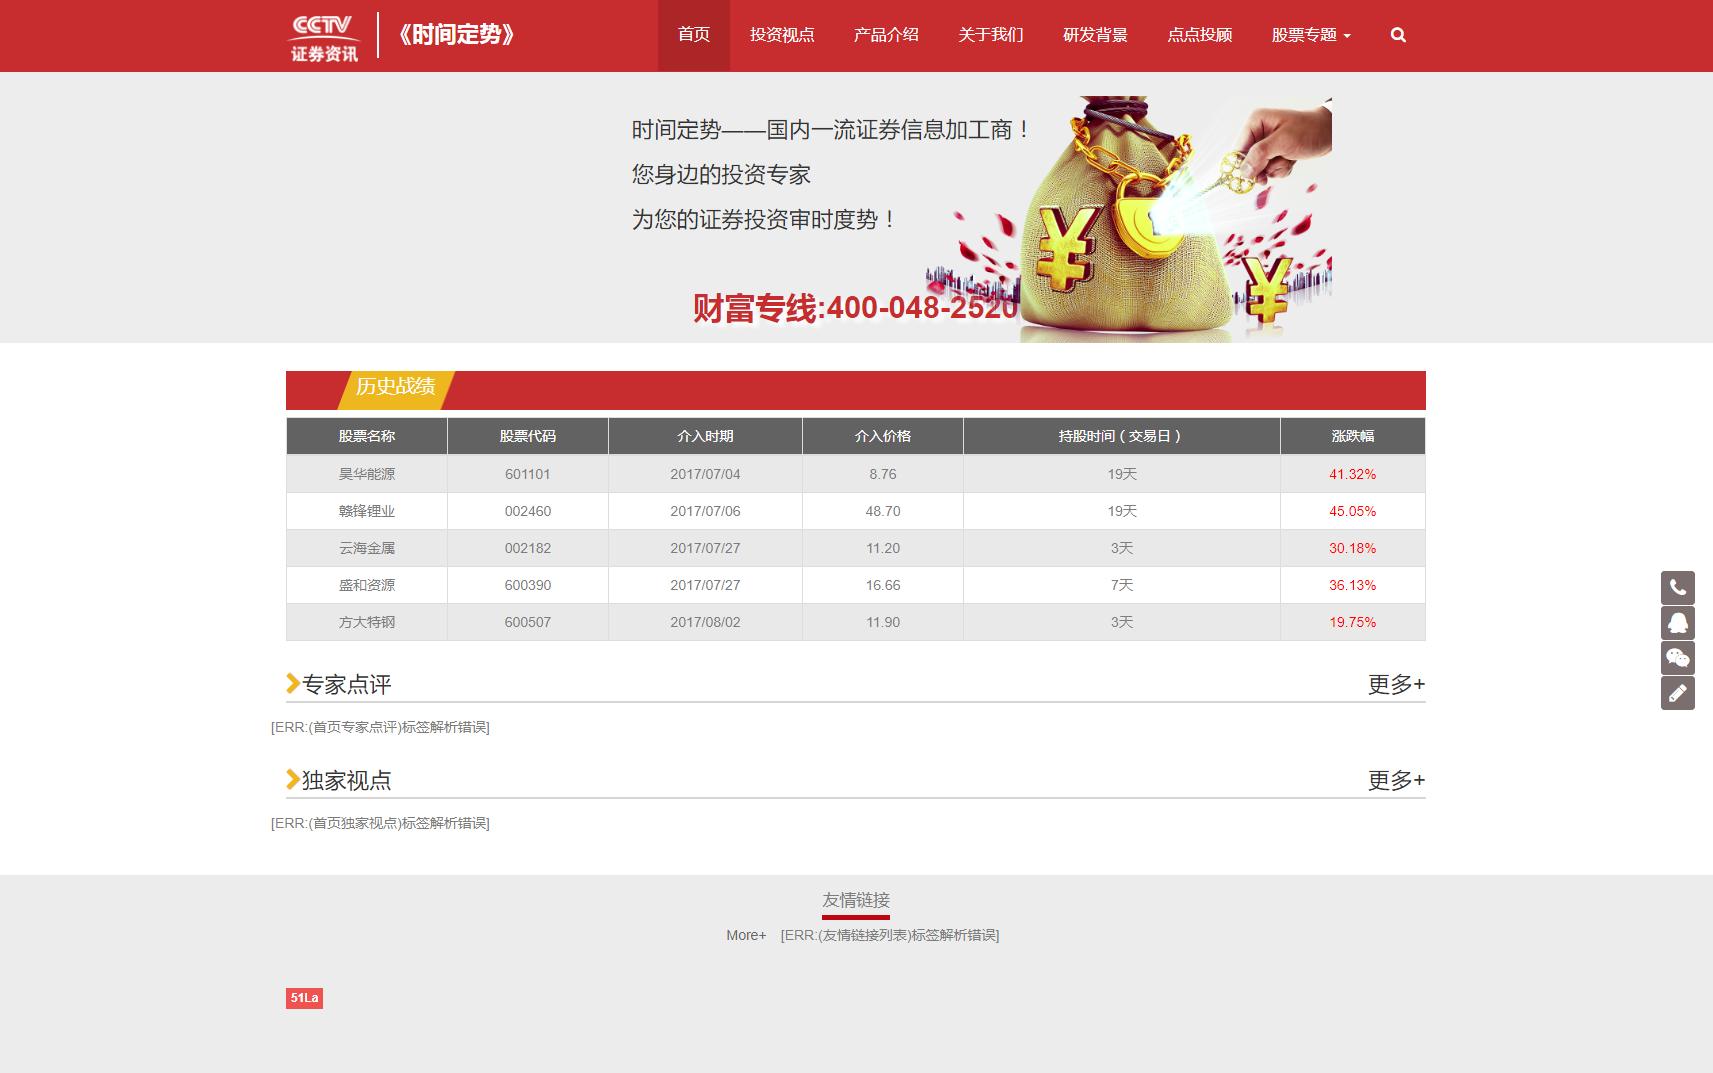 CCTV
证券资讯
《时间定势》
首页 投资视点 产品介绍 关于我们 研发背景 点点投顾 股票专题
时间定势——国内一流证券信息加工商！
您身边的投资专家
为您的证券投资审时度势！
财富专线:400-048-2520
历史战绩
股票名称 股票代码 介入时期 介入价格 持股时间（交易日） 涨跌幅
昊华能源 601101 2017/07/04 8.76 19天 41.32%
赣锋锂业 002460 2017/07/06 48.70 19天 45.05%
云海金属 002182 2017/07/27 11.20 3天 30.18%
盛和资源 600390 2017/07/27 16.66 7天 36.13%
方大特钢 600507 2017/08/02 11.90 3天 19.75%
专家点评 更多+
[ERR:(首页专家点评)标签解析错误]
独家视点 更多+
[ERR:(首页独家视点)标签解析错误]
友情链接
More+ [ERR:(友情链接列表)标签解析错误]
51La